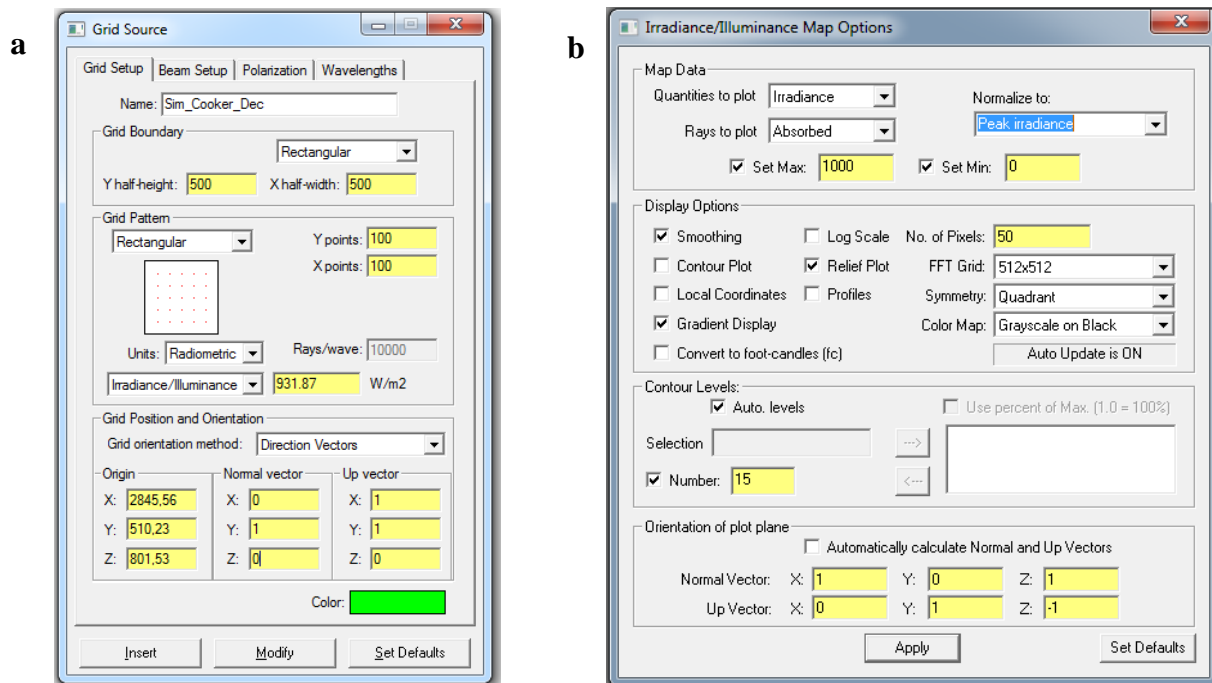 a
Grid Source
Grid Setup Beam Setup Polarization Wavelengths
Name: Sim_Cooker_Dec
Grid Boundary
Rectangular
Y half-height: 500 X half-width: 500
Grid Pattern
Rectangular Y points: 100
X points: 100
Units: Radiometric Rays/wave: 10000
Irradiance/Illuminance 931.87 W/m2
Grid Position and Orientation
Grid orientation method: Direction Vectors
Origin Normal vector Up vector
X: 2845,56 X: 0 X: 1
Y: 510,23 Y: 1 Y: 1
Z: 801,53 Z: 0 Z: 0
Color:
Insert Modify Set Defaults
b
Irradiance/Illuminance Map Options
Map Data
Quantities to plot Irradiance Normalize to:
Rays to plot Absorbed Peak irradiance
Set Max: 1000 Set Min: 0
Display Options
Smoothing Log Scale No. of Pixels: 50
Contour Plot Relief Plot FFT Grid: 512x512
Local Coordinates Profiles Symmetry: Quadrant
Gradient Display Color Map: Grayscale on Black
Convert to foot-candles (fc) Auto Update is ON
Contour Levels:
Auto. levels Use percent of Max. (1.0 = 100%)
Selection --->
Number: 15 <---
Orientation of plot plane
Automatically calculate Normal and Up Vectors
Normal Vector: X: 1 Y: 0 Z: 1
Up Vector: X: 0 Y: 1 Z: -1
Apply Set Defaults